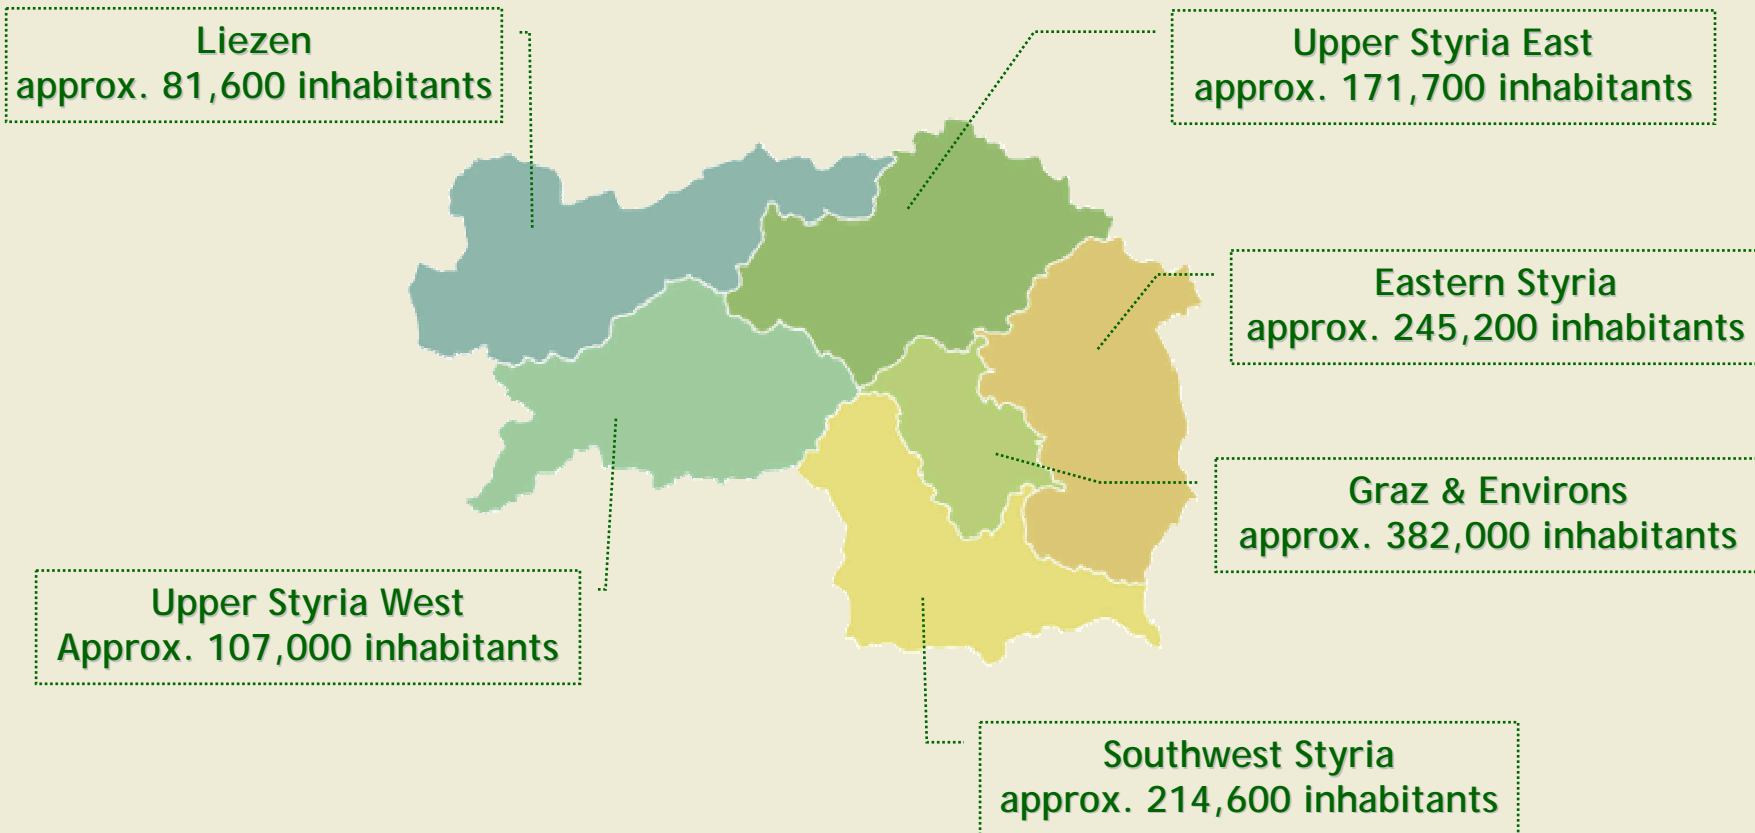 Liezen
approx. 81,600 inhabitants
Upper Styria East
approx. 171,700 inhabitants
Eastern Styria
approx. 245,200 inhabitants
Graz & Environs
approx. 382,000 inhabitants
Upper Styria West
Approx. 107,000 inhabitants
Southwest Styria
approx. 214,600 inhabitants